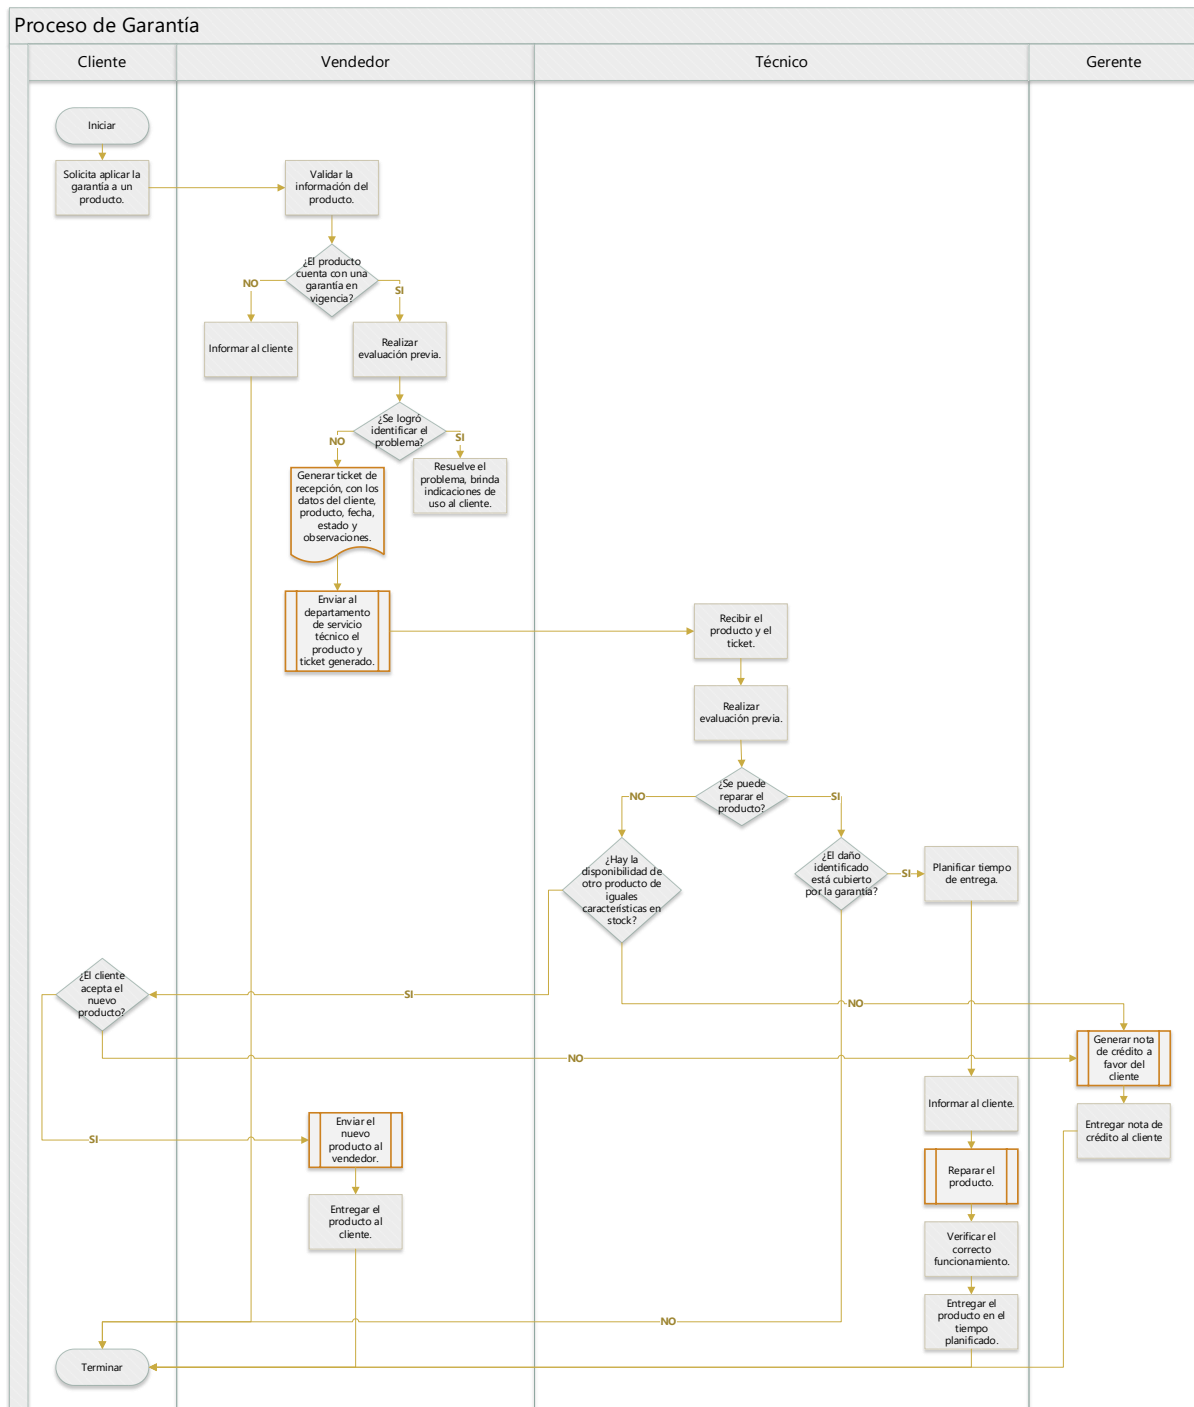 Proceso de Garantía
Cliente
Vendedor
Técnico
Gerente
Iniciar
Solicita aplicar la
garantía a un
producto.
Validar la
información del
producto.
¿El producto
cuenta con una
garantía en
vigencia?
NO
SI
Informar al cliente
Realizar
evaluación previa.
¿Se logró
identificar el
problema?
NO
SI
Generar ticket de
recepción, con los
datos del cliente,
producto, fecha,
estado y
observaciones.
Resuelve el
problema, brinda
indicaciones de
uso al cliente.
Enviar al
departamento
de servicio
técnico el
producto y
ticket generado.
Recibir el
producto y el
ticket.
Realizar
evaluación previa.
¿Se puede
reparar el
producto?
NO
SI
¿Hay la
disponibilidad de
otro producto de
iguales
características en
stock?
¿El daño
identificado
está cubierto
por la garantía?
SI
Planificar tiempo
de entrega.
¿El cliente
acepta el
nuevo
producto?
SI
NO
NO
Generar nota
de crédito a
favor del
cliente
Informar al cliente.
Entregar nota de
crédito al cliente
SI
Enviar el
nuevo
producto al
vendedor.
Reparar el
producto.
Entregar el
producto al
cliente.
Verificar el
correcto
funcionamiento.
Entregar el
producto en el
tiempo
planificado.
NO
Terminar